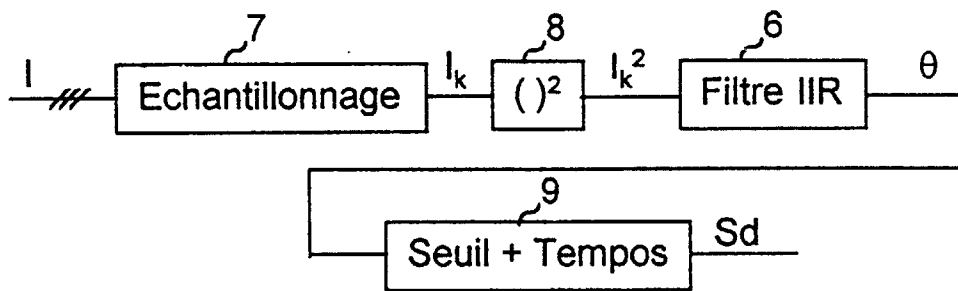 7 8 6
I Echantillonnage I_k ( )² I_k² Filtre IIR θ
9
Seuil + Tempos Sd